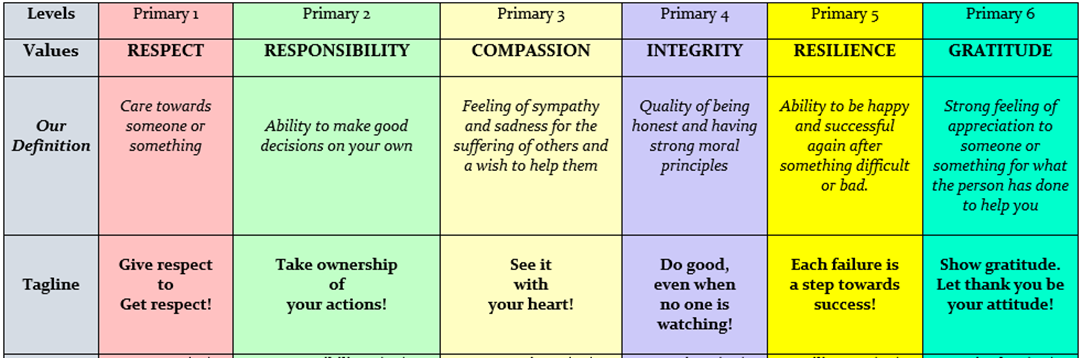 Levels Primary 1 Primary 2 Primary 3 Primary 4 Primary 5 Primary 6
Values RESPECT RESPONSIBILITY COMPASSION INTEGRITY RESILIENCE GRATITUDE
Our
Definition
Care towards
someone or
something
Ability to make good
decisions on your own
Feeling of sympathy
and sadness for the
suffering of others and
a wish to help them
Quality of being
honest and having
strong moral
principles
Ability to be happy
and successful
again after
something difficult
or bad.
Strong feeling of
appreciation to
someone or
something for what
the person has done
to help you
Tagline
Give respect
to
Get respect!
Take ownership
of
your actions!
See it
with
your heart!
Do good,
even when
no one is
watching!
Each failure is
a step towards
success!
Show gratitude.
Let thank you be
your attitude!